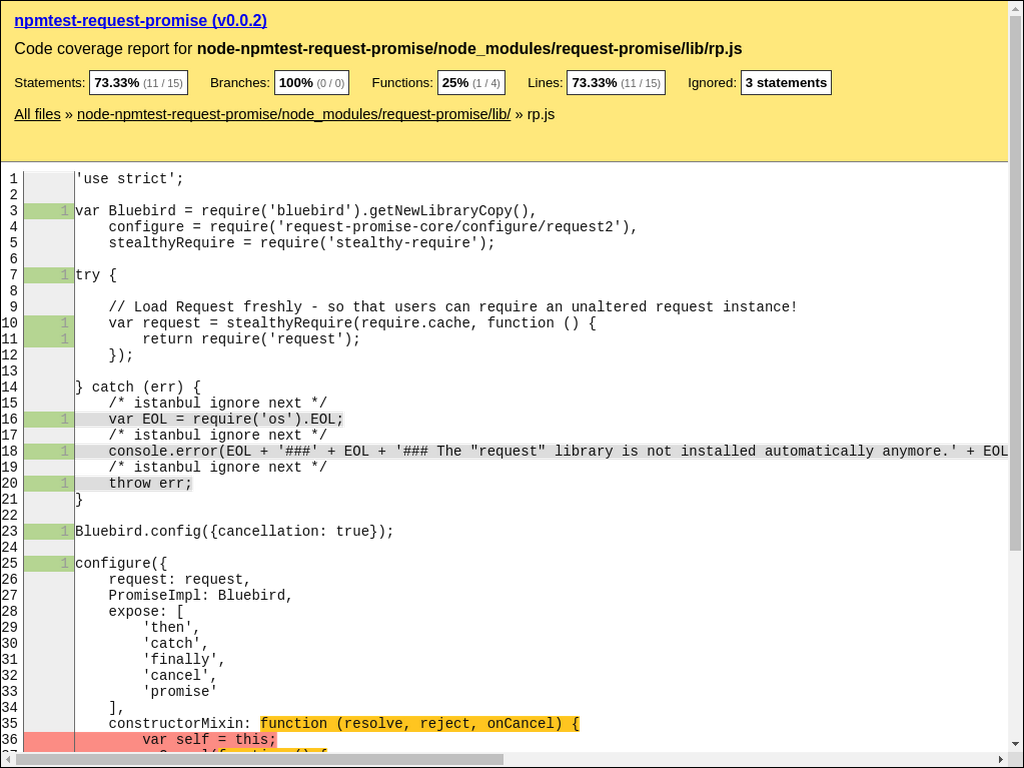 npmtest-request-promise (v0.0.2)
Code coverage report for node-npmtest-request-promise/node_modules/request-promise/lib/rp.js
Statements: 73.33% (11 / 15) Branches: 100% (0 / 0) Functions: 25% (1 / 4) Lines: 73.33% (11 / 15) Ignored: 3 statements
All files » node-npmtest-request-promise/node_modules/request-promise/lib/ » rp.js
1 'use strict';
2
3 1 var Bluebird = require('bluebird').getNewLibraryCopy(),
4 configure = require('request-promise-core/configure/request2'),
5 stealthyRequire = require('stealthy-require');
6
7 1 try {
8
9 // Load Request freshly - so that users can require an unaltered request instance!
10 1 var request = stealthyRequire(require.cache, function () {
11 1 return require('request');
12 });
13
14 } catch (err) {
15 /* istanbul ignore next */
16 1 var EOL = require('os').EOL;
17 /* istanbul ignore next */
18 1 console.error(EOL + '###' + EOL + '### The "request" library is not installed automatically anymore.' + EOL
19 /* istanbul ignore next */
20 1 throw err;
21 }
22
23 1 Bluebird.config({cancellation: true});
24
25 1 configure({
26 request: request,
27 PromiseImpl: Bluebird,
28 expose: [
29 'then',
30 'catch',
31 'finally',
32 'cancel',
33 'promise'
34 ],
35 constructorMixin: function (resolve, reject, onCancel) {
36 var self = this;